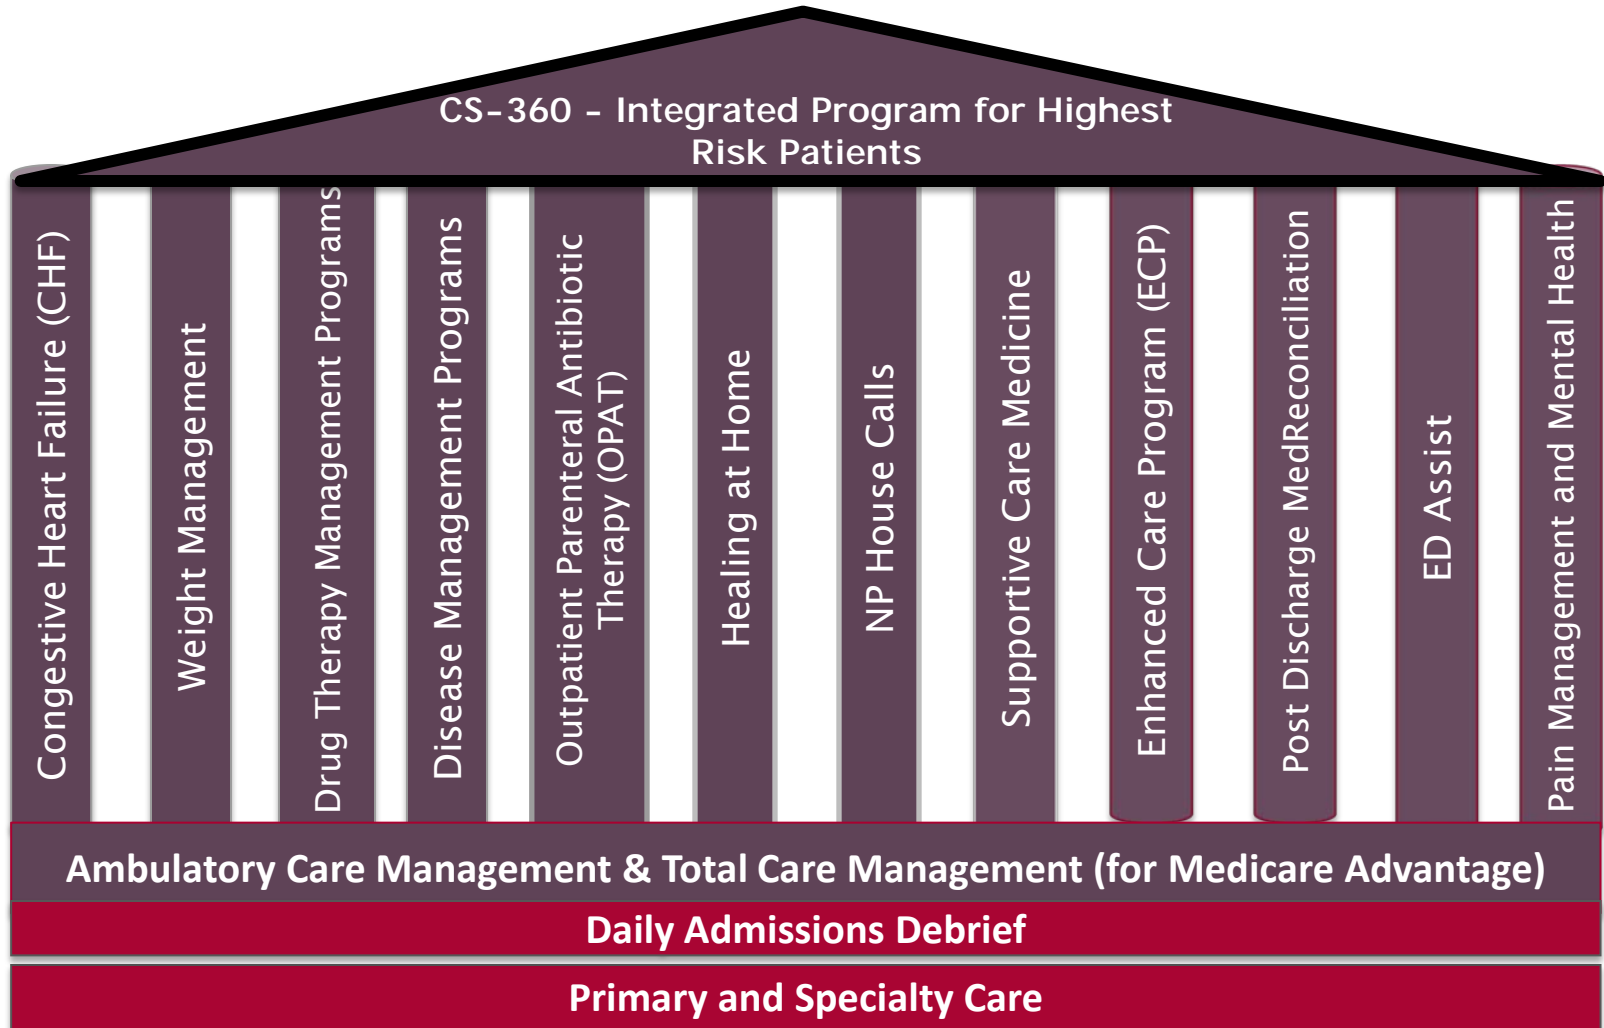 CS-360 - Integrated Program for Highest
Risk Patients
Congestive Heart Failure (CHF)
Weight Management
Drug Therapy Management Programs
Disease Management Programs
Outpatient Parenteral Antibiotic
Therapy (OPAT)
Healing at Home
NP House Calls
Supportive Care Medicine
Enhanced Care Program (ECP)
Post Discharge MedReconciliation
ED Assist
Pain Management and Mental Health
Ambulatory Care Management & Total Care Management (for Medicare Advantage)
Daily Admissions Debrief
Primary and Specialty Care